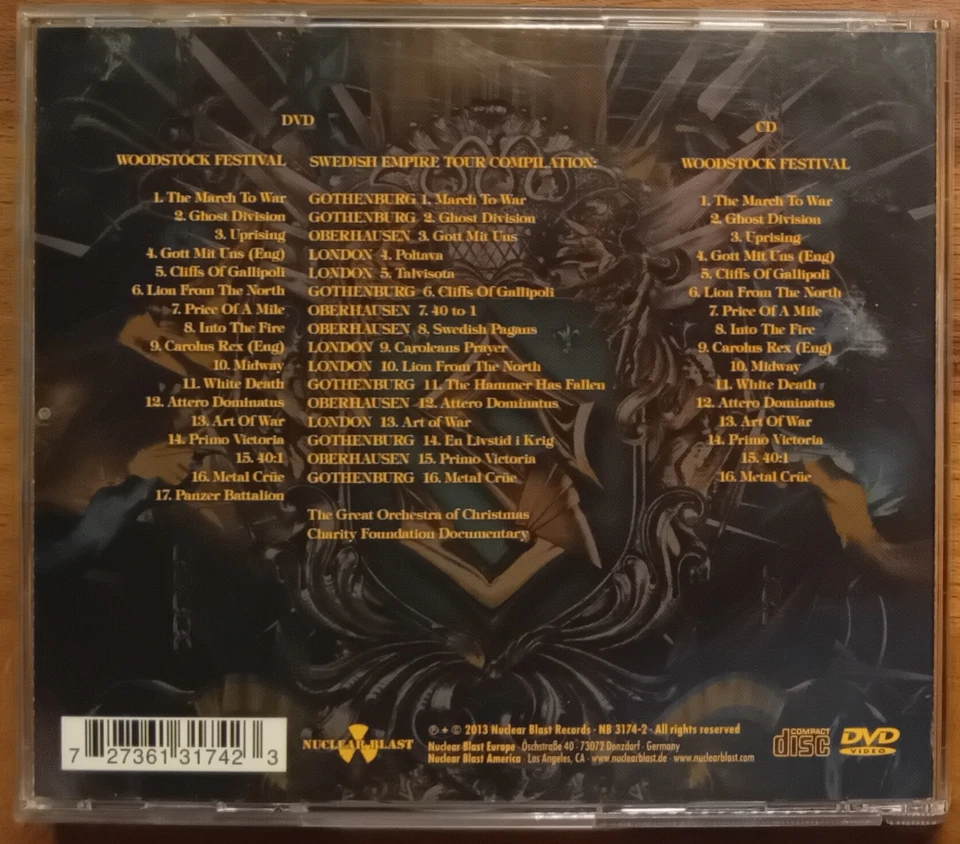 DVD
WOODSTOCK FESTIVAL
1. The March To War
2. Ghost Division
3. Uprising
4. Gott Mit Uns (Eng)
5. Cliffs Of Gallipoli
6. Lion From The North
7. Price Of A Mile
8. Into The Fire
9. Carolus Rex (Eng)
10. Midway
11. White Death
12. Attero Dominatus
13. Art Of War
14. Primo Victoria
15. 40:1
16. Metal Crüe
17. Panzer Battalion
SWEDISH EMPIRE TOUR COMPILATION:
GOTHENBURG 1. March To War
GOTHENBURG 2. Ghost Division
OBERHAUSEN 3. Gott Mit Uns
LONDON 4. Poltava
LONDON 5. Talvisota
GOTHENBURG 6. Cliffs Of Gallipoli
OBERHAUSEN 7. 40 to 1
OBERHAUSEN 8. Swedish Pagans
LONDON 9. Caroleans Prayer
LONDON 10. Lion From The North
GOTHENBURG 11. The Hammer Has Fallen
OBERHAUSEN 12. Attero Dominatus
LONDON 13. Art of War
GOTHENBURG 14. En Livstid i Krig
OBERHAUSEN 15. Primo Victoria
GOTHENBURG 16. Metal Crüe
The Great Orchestra of Christmas
Charity Foundation Documentary
CD
WOODSTOCK FESTIVAL
1. The March To War
2. Ghost Division
3. Uprising
4. Gott Mit Uns (Eng)
5. Cliffs Of Gallipoli
6. Lion From The North
7. Price Of A Mile
8. Into The Fire
9. Carolus Rex (Eng)
10. Midway
11. White Death
12. Attero Dominatus
13. Art Of War
14. Primo Victoria
15. 40:1
16. Metal Crüe
7 27361 31742 3
NUCLEAR BLAST
℗ + © 2013 Nuclear Blast Records · NB 3174-2 · All rights reserved
Nuclear Blast Europe · Öschstraße 40 · 73072 Donzdorf · Germany
Nuclear Blast America · Los Angeles, CA · www.nuclearblast.de · www.nuclearblast.com
COMPACT disc
DVD VIDEO